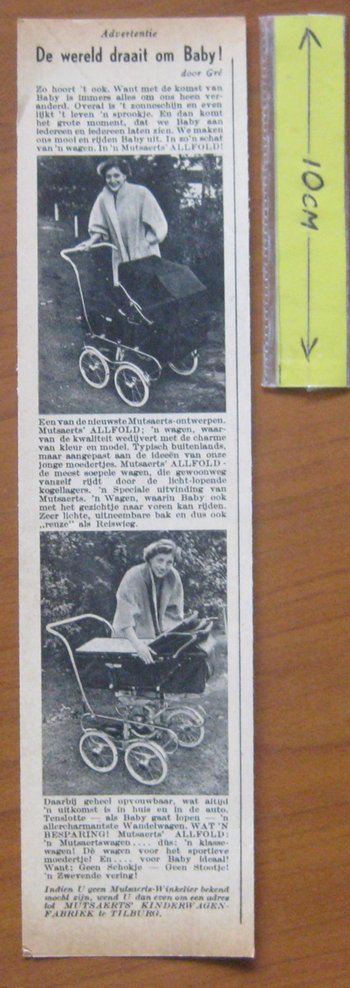 Advertentie
De wereld draait om Baby!
door Gré
Zo hoort 't ook. Want met de komst van
Baby is immers alles om ons heen ver-
anderd. Overal is 't zonneschijn en even
lijkt 't leven 'n sprookje. En dan komt
het grote moment, dat we Baby aan
iedereen en iedereen laten zien. We maken
ons mooi en rijden Baby uit. In zo'n schat
van 'n wagen. In 'n Mutsaerts' ALLFOLD!
Een van de nieuwste Mutsaerts-ontwerpen.
Mutsaerts' ALLFOLD; 'n wagen, waar-
van de kwaliteit wedijvert met de charme
van kleur en model. Typisch buitenlands,
maar aangepast aan de ideeën van onze
jonge moedertjes. Mutsaerts' ALLFOLD -
de meest soepele wagen, die gewoonweg
vanzelf rijdt door de licht-lopende
kogellagers. 'n Speciale uitvinding van
Mutsaerts. 'n Wagen, waarin Baby ook
met het gezichtje naar voren kan rijden.
Zeer lichte, uitneembare bak en dus ook
„reuze" als Reiswieg.
Daarbij geheel opvouwbaar, wat altijd
'n uitkomst is in huis en in de auto.
Tenslotte — als Baby gaat lopen — 'n
allercharmantste Wandelwagen. WAT 'N
BESPARING! Mutsaerts' ALLFOLD:
'n Mutsaertswagen.... dùs: 'n klasse-
wagen! Dè wagen voor het sportieve
moedertje! En.... voor Baby ideaal!
Want: Geen Schokje — Geen Stootje!
'n Zwevende vering!
Indien U geen Mutsaerts-Winkelier bekend
mocht zijn, wend U dan even om een adres
tot MUTSAERTS' KINDERWAGEN-
FABRIEK te TILBURG.
10CM